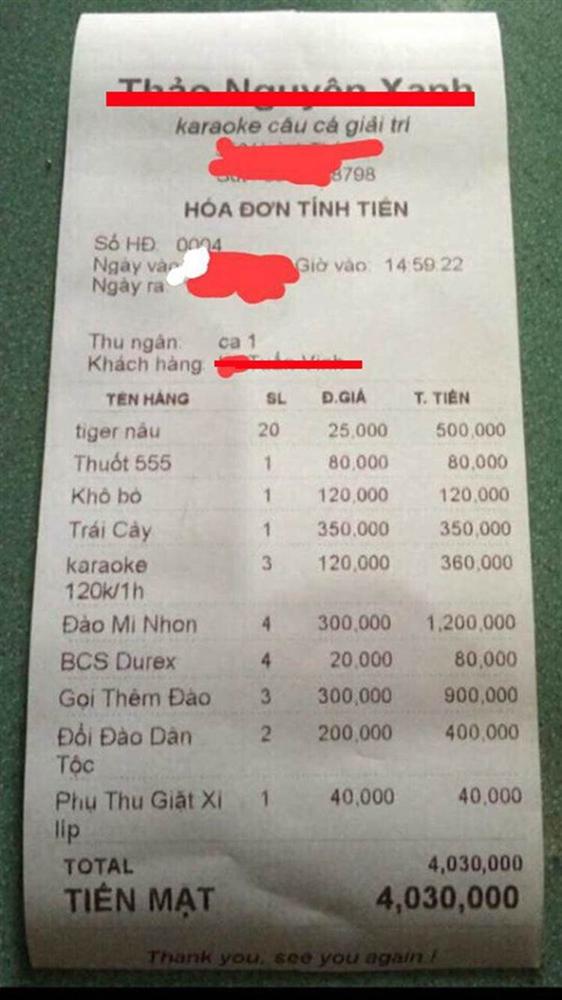 karaoke câu cá giải trí
8798
HÓA ĐƠN TÍNH TIỀN
Số HĐ 0004
Ngày vào Giờ vào: 14:59:22
Ngày ra
Thu ngân: ca 1
Khách hàng:
TÊN HÀNG SL Đ.GIÁ T. TIỀN
tiger nâu 20 25,000 500,000
Thuốt 555 1 80,000 80,000
Khô bò 1 120,000 120,000
Trái Cây 1 350,000 350,000
karaoke 3 120,000 360,000
120k/1h
Đào Mi Nhon 4 300,000 1,200,000
BCS Durex 4 20,000 80,000
Gọi Thêm Đào 3 300,000 900,000
Đổi Đào Dân 2 200,000 400,000
Tộc
Phụ Thu Giặt Xi 1 40,000 40,000
líp
TOTAL 4,030,000
TIỀN MẶT 4,030,000
Thank you, see you again !